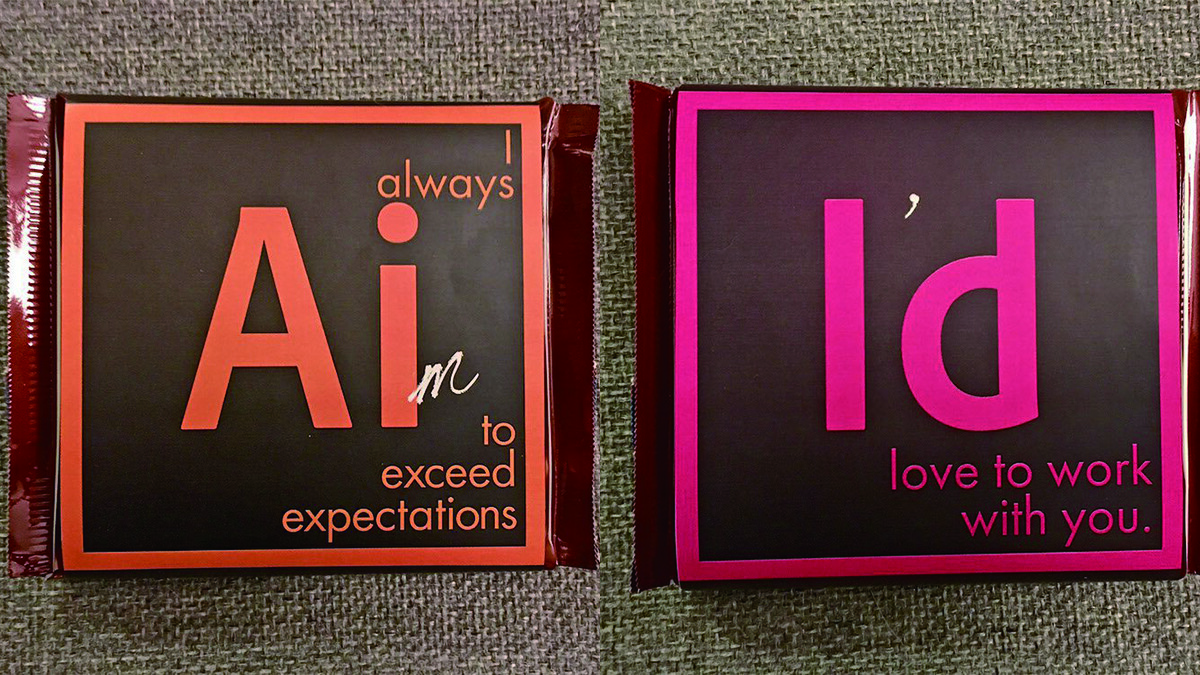 I
always
Aim
to
exceed
expectations
I'd
love to work
with you.